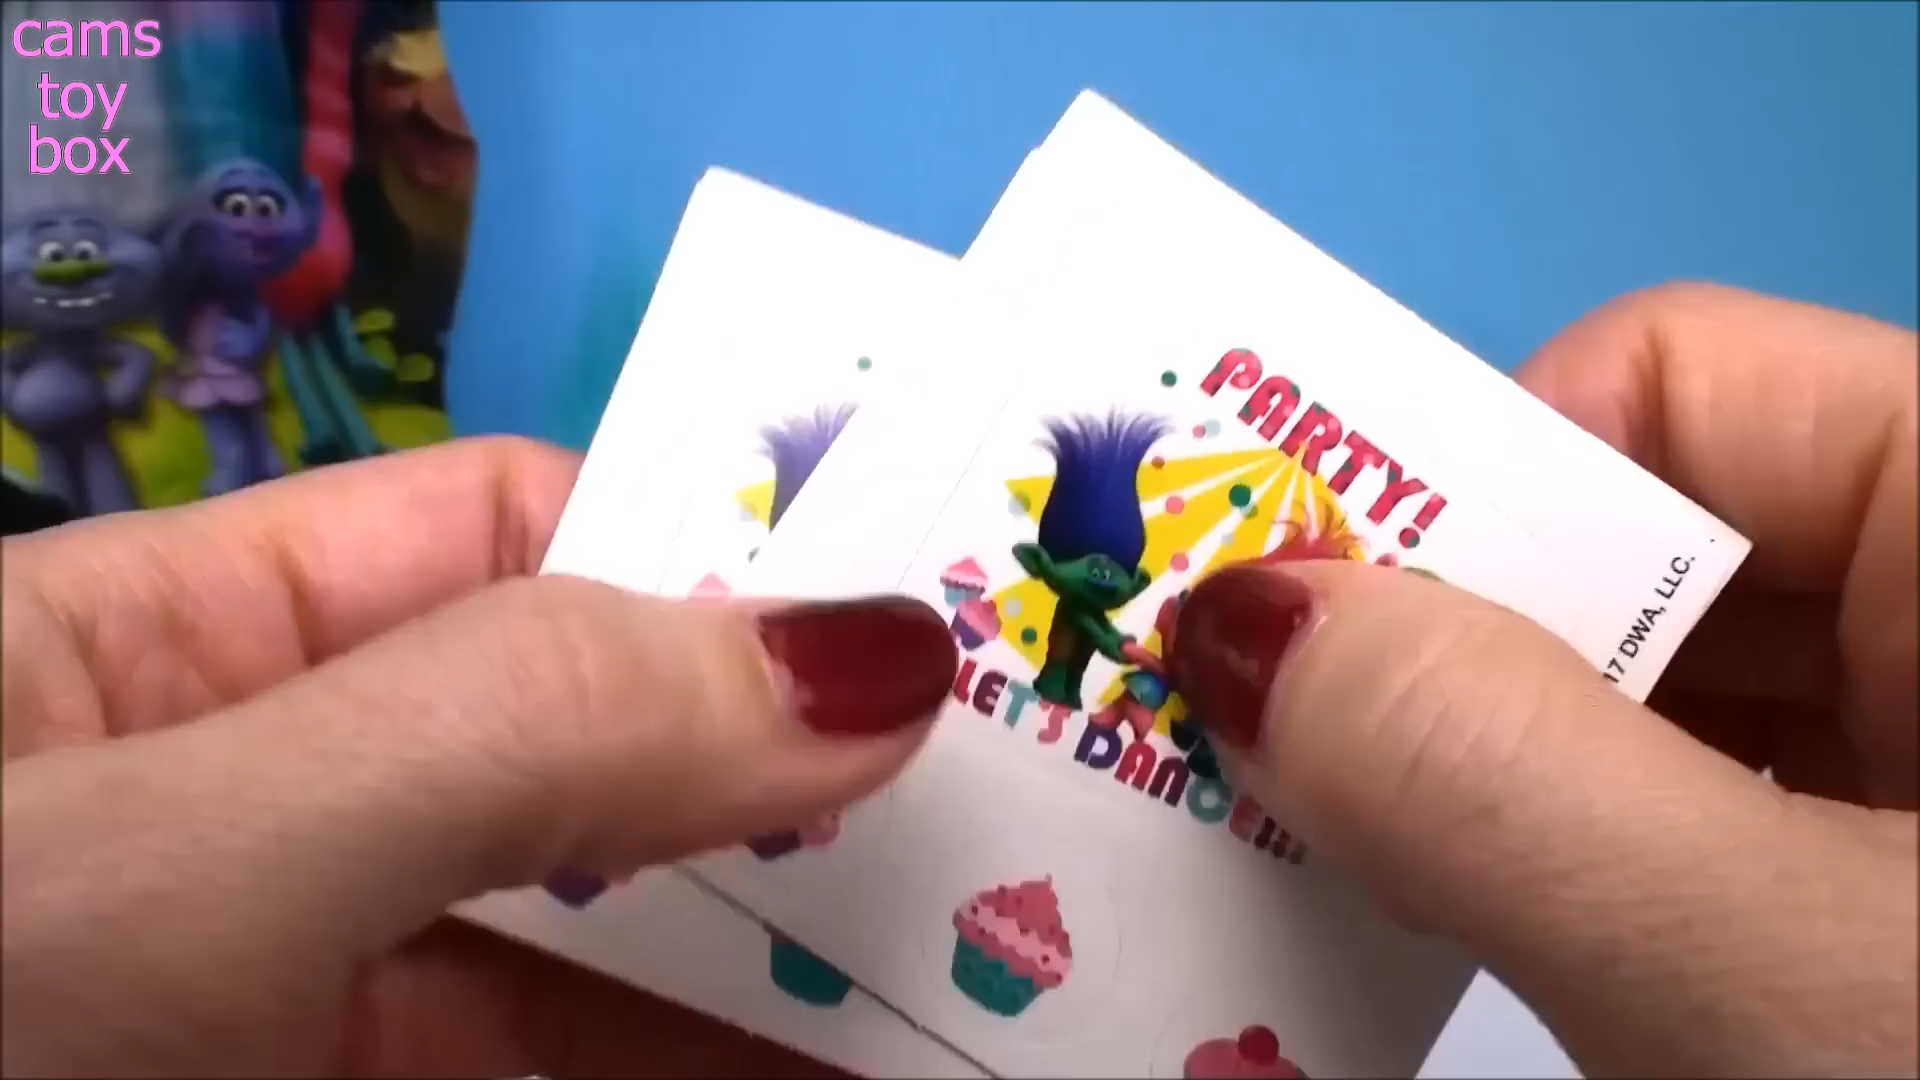 cams
toy
box
PARTY!
LET'S DANCE!!!
17 DWA, LLC.